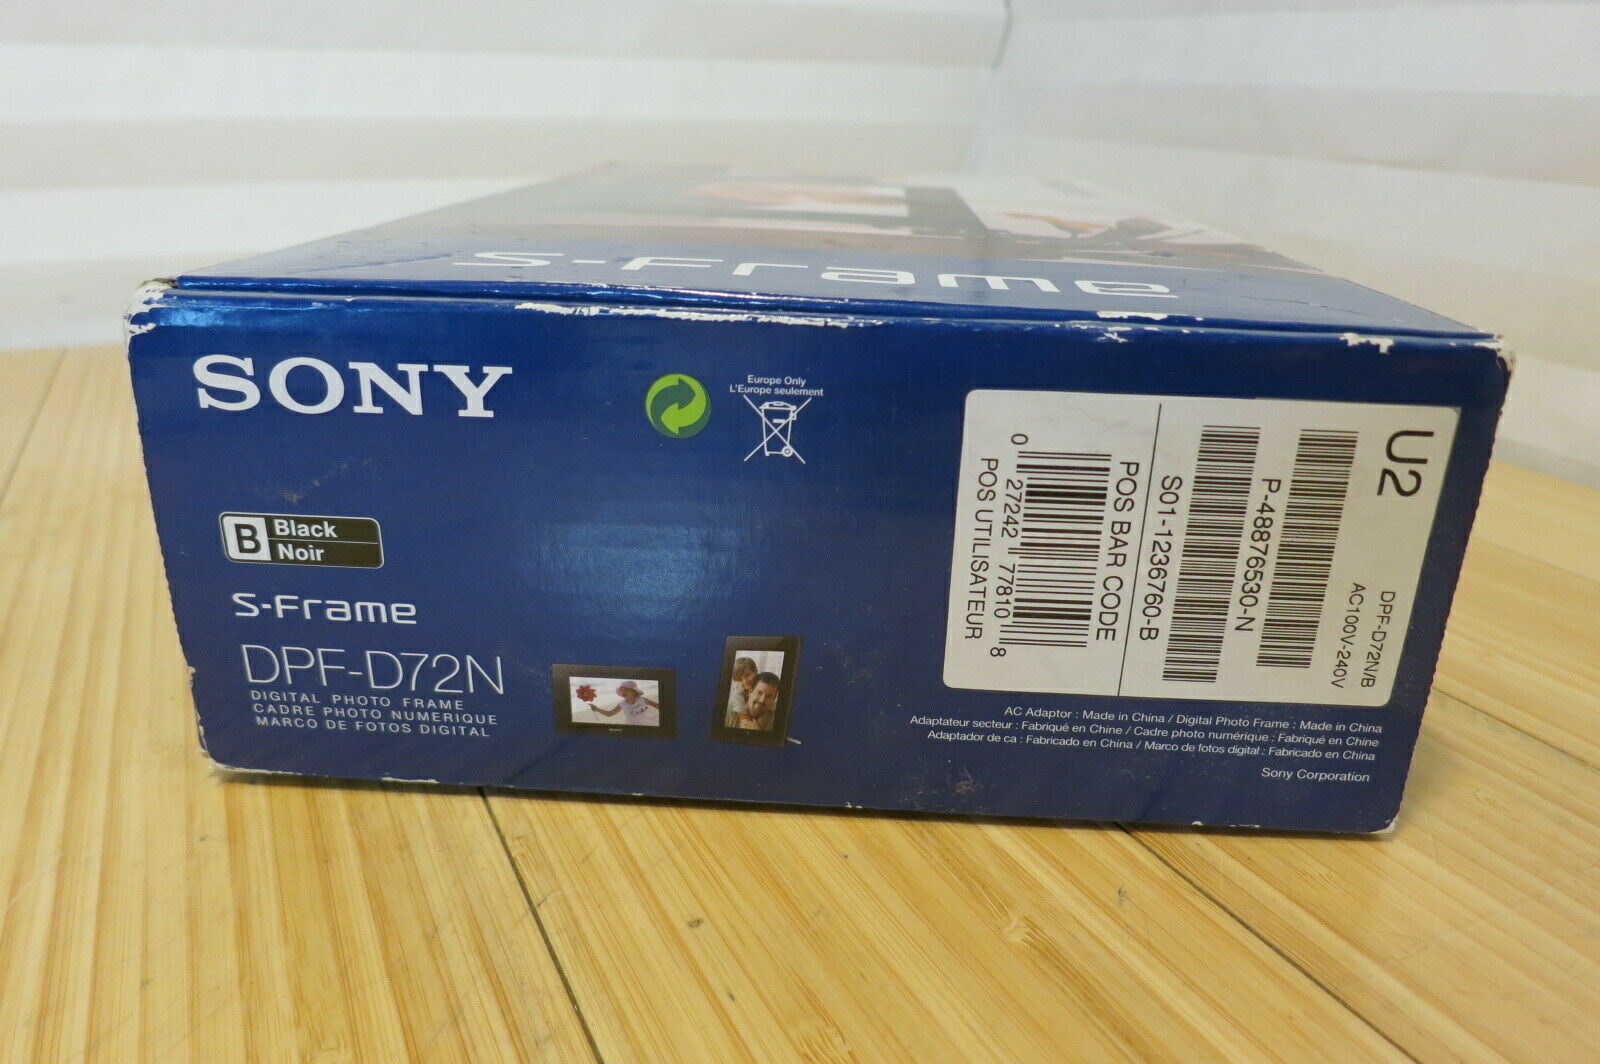 S-Frame
SONY
Europe Only
L'Europe seulement
B Black
Noir
S-Frame
DPF-D72N
DIGITAL PHOTO FRAME
CADRE PHOTO NUMERIQUE
MARCO DE FOTOS DIGITAL
SONY
U2
DPF-D72N/B
AC100V-240V
P-48876530-N
S01-1236760-B
POS BAR CODE
0 27242 77810 8
POS UTILISATEUR
AC Adaptor : Made in China / Digital Photo Frame : Made in China
Adaptateur secteur : Fabriqué en Chine / Cadre photo numérique : Fabriqué en Chine
Adaptador de ca : Fabricado en China / Marco de fotos digital : Fabricado en China
Sony Corporation